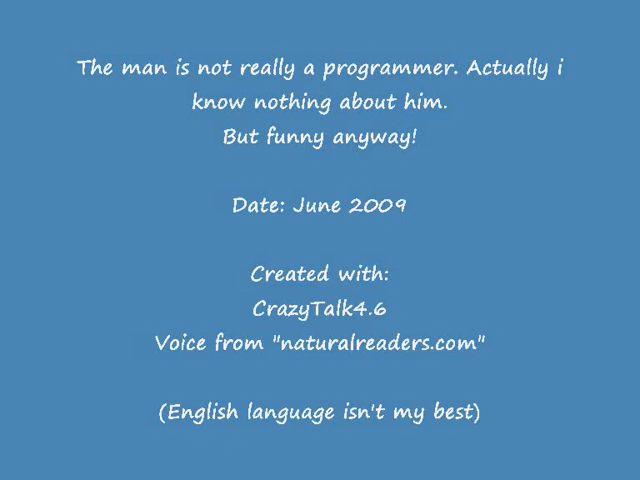 The man is not really a programmer. Actually i
know nothing about him.
But funny anyway!
Date: June 2009
Created with:
CrazyTalk4.6
Voice from "naturalreaders.com"
(English language isn't my best)